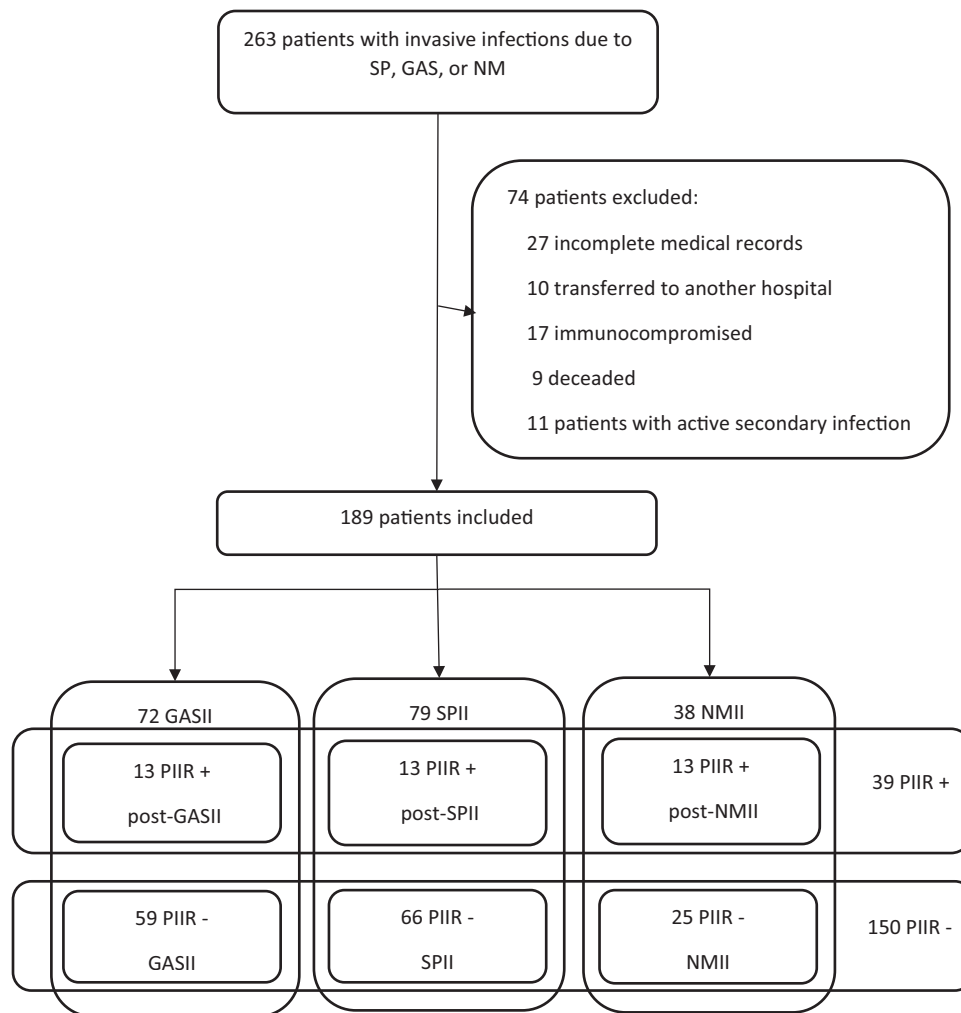 263 patients with invasive infections due to
SP, GAS, or NM
74 patients excluded:
27 incomplete medical records
10 transferred to another hospital
17 immunocompromised
9 deceaded
11 patients with active secondary infection
189 patients included
72 GASII
79 SPII
38 NMII
13 PIIR +
post-GASII
13 PIIR +
post-SPII
13 PIIR +
post-NMII
39 PIIR +
59 PIIR -
GASII
66 PIIR -
SPII
25 PIIR -
NMII
150 PIIR -